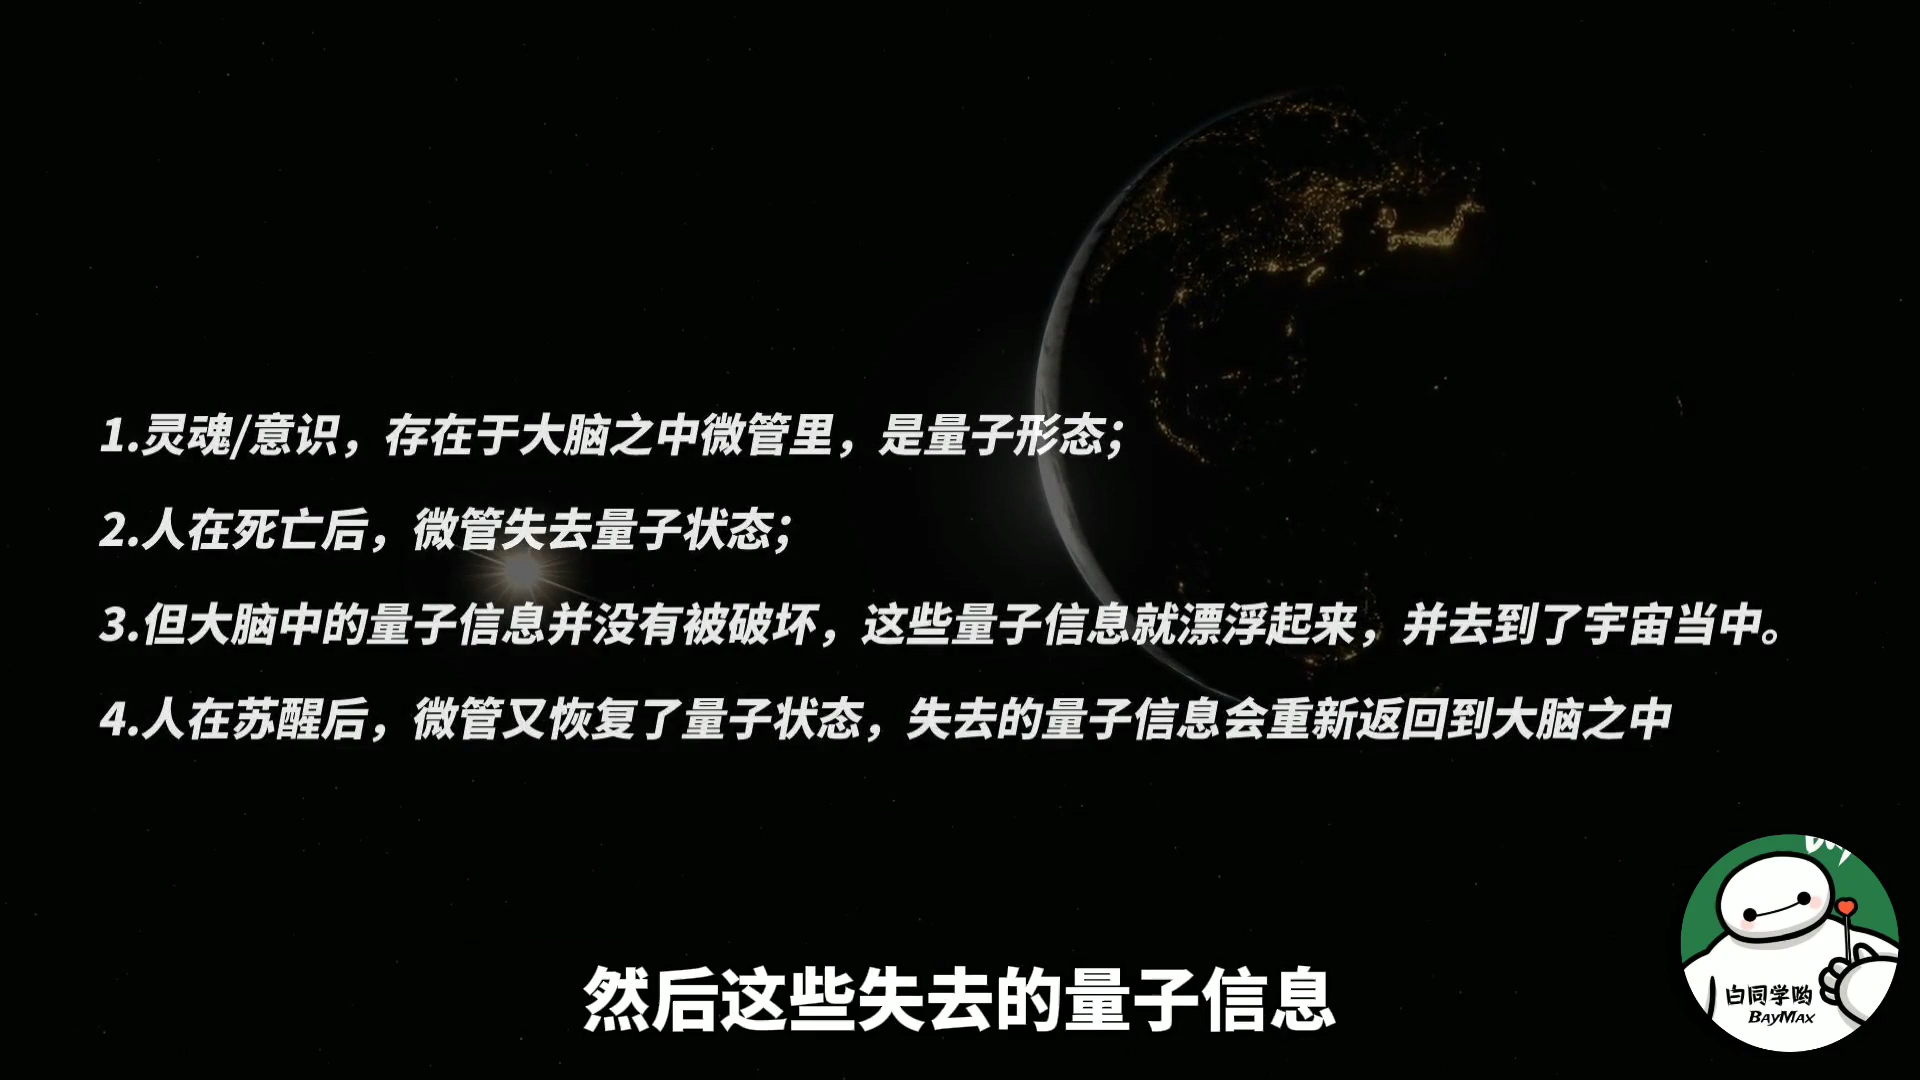 1.灵魂/意识，存在于大脑之中微管里，是量子形态；
2.人在死亡后，微管失去量子状态；
3.但大脑中的量子信息并没有被破坏，这些量子信息就漂浮起来，并去到了宇宙当中。
4.人在苏醒后，微管又恢复了量子状态，失去的量子信息会重新返回到大脑之中
白同学哟
BAYMAX
然后这些失去的量子信息